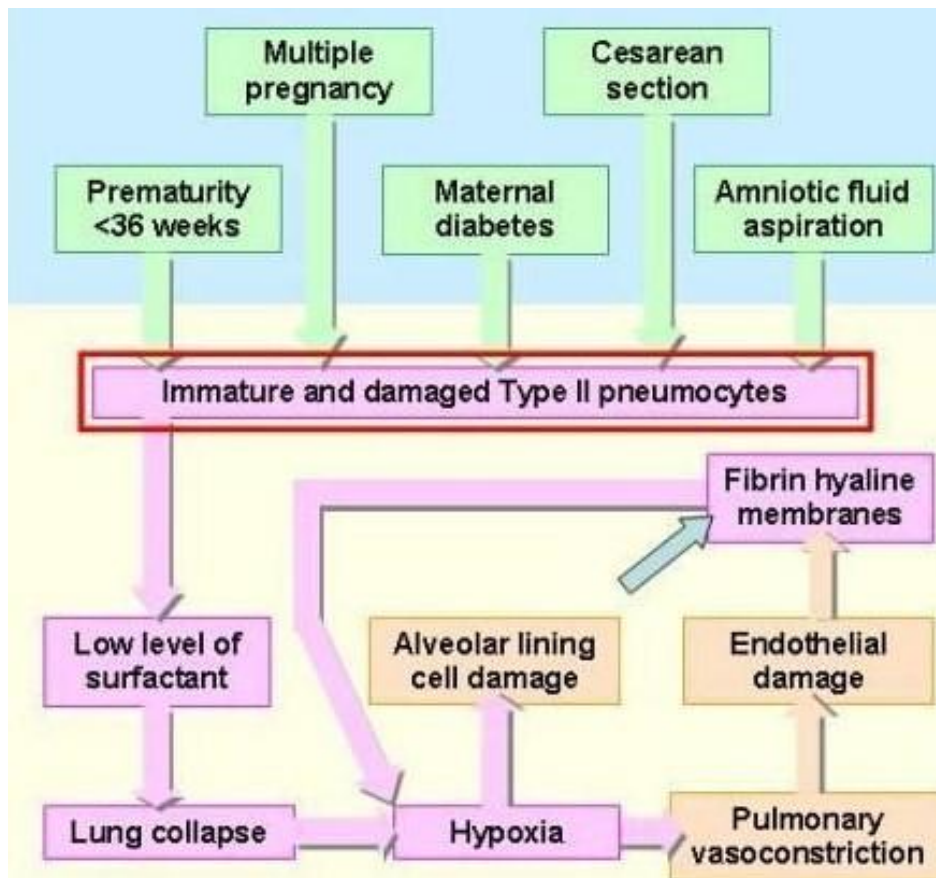 Multiple
pregnancy
Cesarean
section
Prematurity
<36 weeks
Maternal
diabetes
Amniotic fluid
aspiration
Immature and damaged Type II pneumocytes
Fibrin hyaline
membranes
Low level of
surfactant
Alveolar lining
cell damage
Endothelial
damage
Lung collapse
Hypoxia
Pulmonary
vasoconstriction